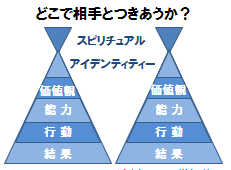 どこで相手とつきあうか？
スピリチュアル
アイデンティティー
価値観 価値観
能力 能力
行動 行動
結果 結果